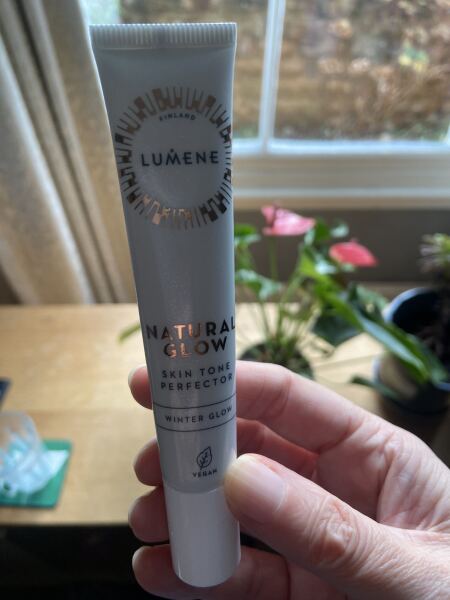 FINLAND
LUMENE
NATURAL
GLOW
SKIN TONE
PERFECTOR
WINTER GLOW
VEGAN